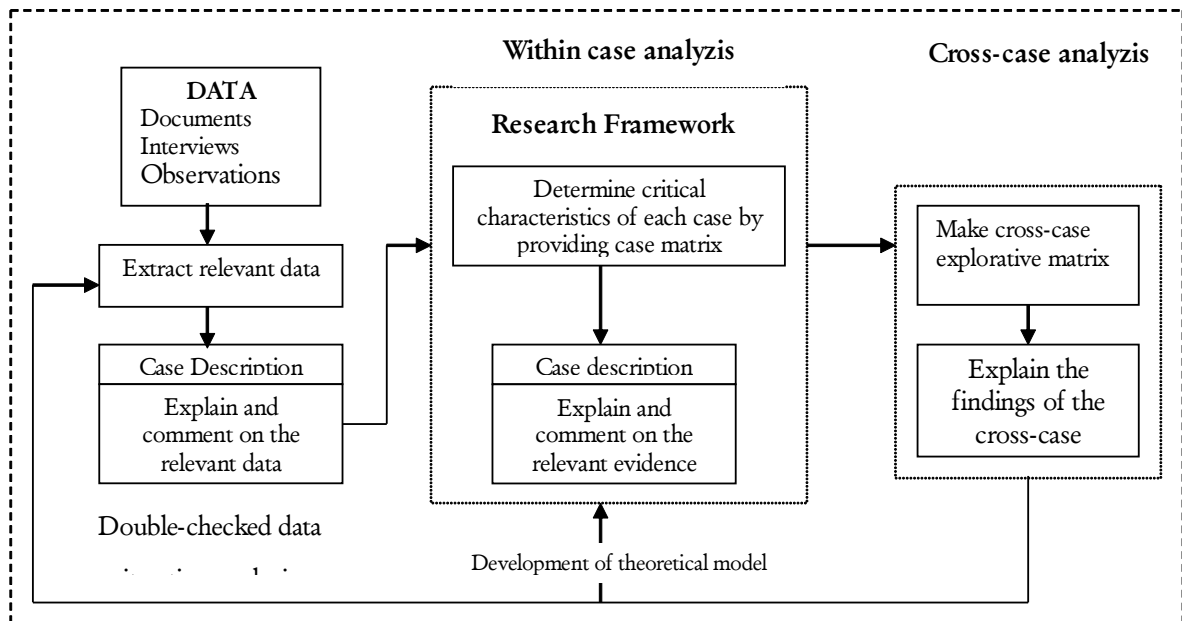 Within case analyzis
Cross-case analyzis
DATA
Documents
Interviews
Observations
Extract relevant data
Case Description
Explain and
comment on the
relevant data
Double-checked data
Research Framework
Determine critical
characteristics of each case by
providing case matrix
Case description
Explain and
comment on the
relevant evidence
Make cross-case
explorative matrix
Explain the
findings of the
cross-case
Development of theoretical model